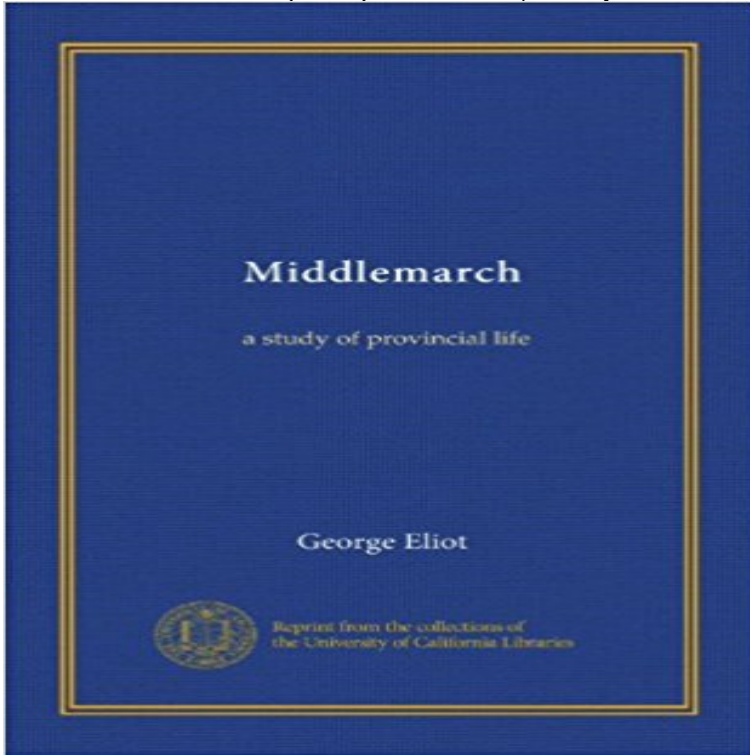 Middlemarch
a study of provincial life
George Eliot
Reprint from the collections of
the University of California Libraries